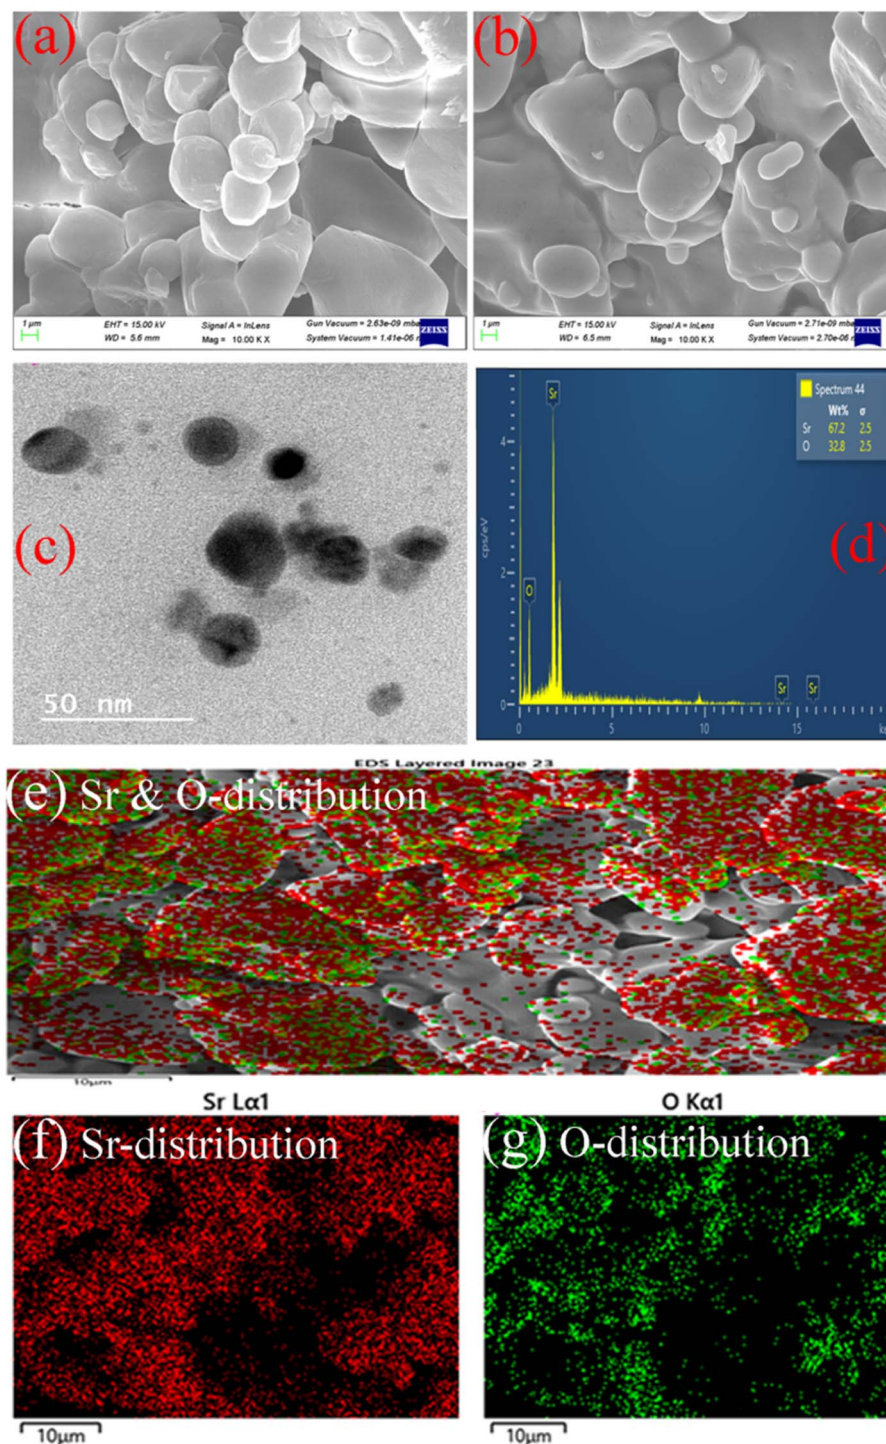 (a)
(b)
1 µm
EHT = 15.00 kV
WD = 5.6 mm
Signal A = InLens
Mag = 10.00 K X
Gun Vacuum = 2.63e-09 mba
System Vacuum = 1.41e-06
ZEISS
1 µm
EHT = 15.00 kV
WD = 6.5 mm
Signal A = InLens
Mag = 10.00 K X
Gun Vacuum = 2.71e-09 mba
System Vacuum = 2.70e-06
ZEISS
(c)
50 nm
(d)
Spectrum 44
Wt% σ
Sr 67.2 2.5
O 32.8 2.5
Sr
O
Sr
Sr
cps/eV
4
2
0
0
5
10
15
EDS Layered Image 23
(e) Sr & O-distribution
10µm
Sr Lα1
O Kα1
(f) Sr-distribution
(g) O-distribution
10µm
10µm